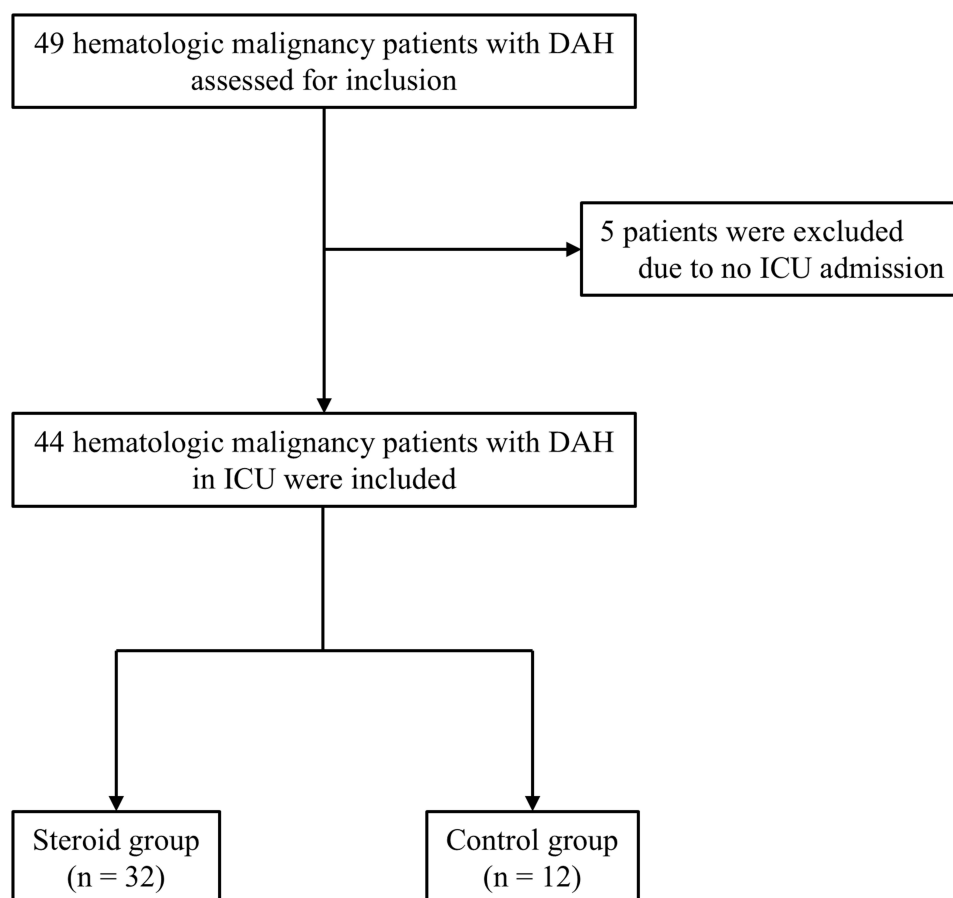 49 hematologic malignancy patients with DAH
assessed for inclusion
5 patients were excluded
due to no ICU admission
44 hematologic malignancy patients with DAH
in ICU were included
Steroid group
(n = 32)
Control group
(n = 12)